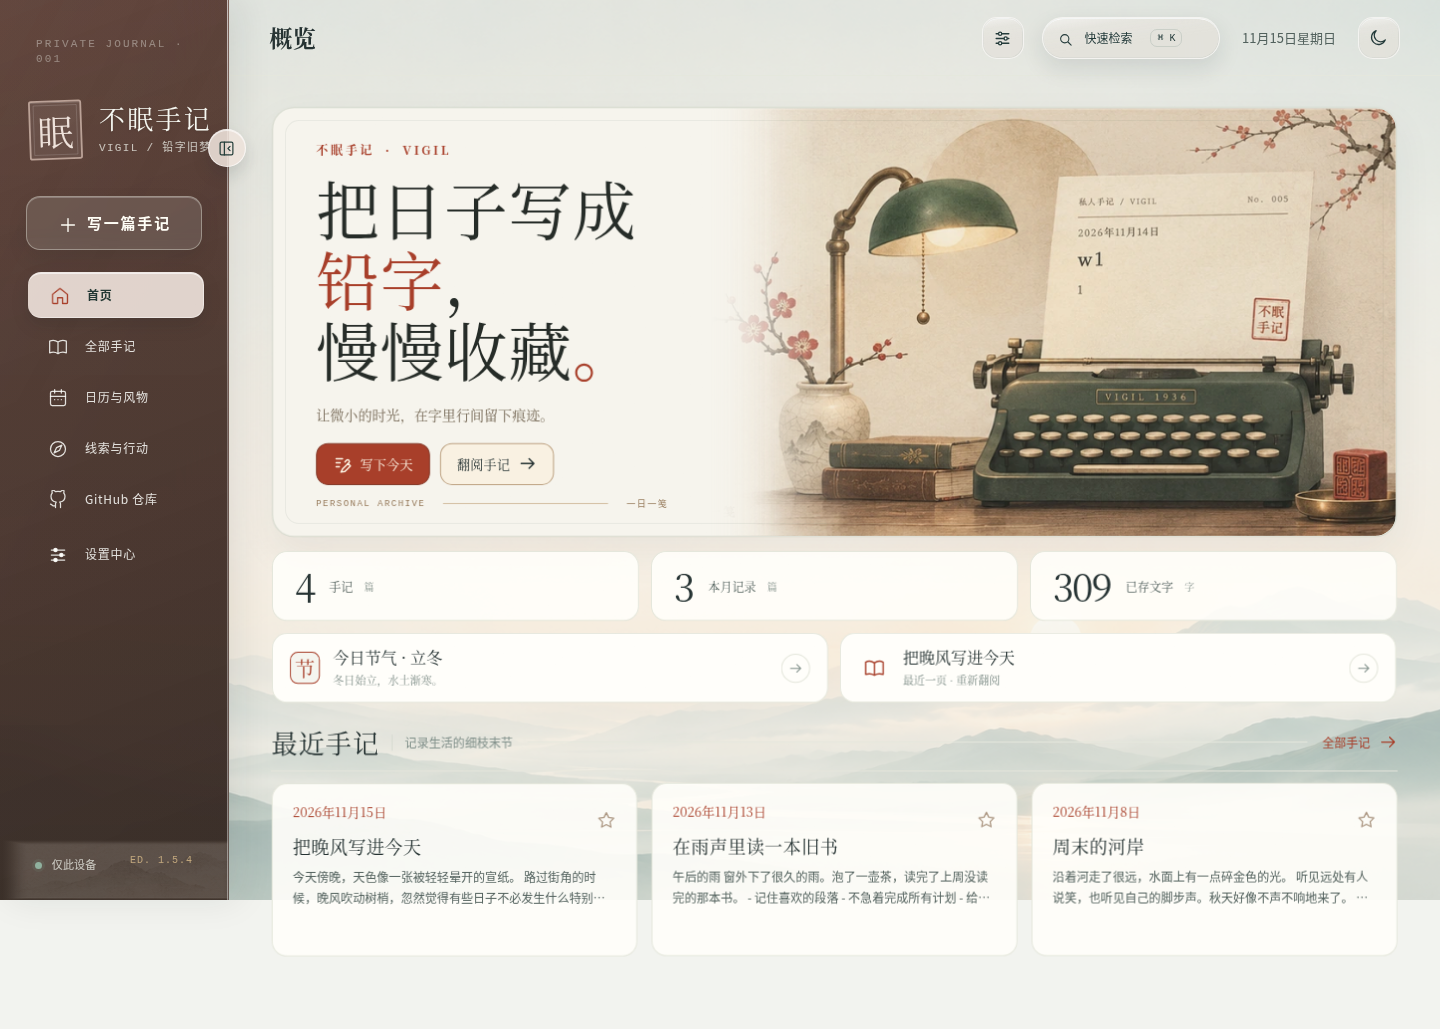 PRIVATE JOURNAL ·
001
眠
不眠手记
VIGIL / 铅字旧梦
写一篇手记
首页
全部手记
日历与风物
线索与行动
GitHub 仓库
设置中心
仅此设备
ED. 1.5.4
概览
快速检索
⌘ K
11月15日星期日
不眠手记 · VIGIL
把日子写成
铅字，
慢慢收藏。
让微小的时光，在字里行间留下痕迹。
写下今天
翻阅手记
PERSONAL ARCHIVE
一日一笺
私人手记 / VIGIL
No. 005
2026年11月14日
w1
1
不眠
手记
VIGIL 1936
4 手记 篇
3 本月记录 篇
309 已存文字 字
节
今日节气 · 立冬
冬日始立，水土渐寒。
把晚风写进今天
最近一页 · 重新翻阅
最近手记
记录生活的细枝末节
全部手记
2026年11月15日
把晚风写进今天
今天傍晚，天色像一张被轻轻晕开的宣纸。 路过街角的时
候，晚风吹动树梢，忽然觉得有些日子不必发生什么特别…
2026年11月13日
在雨声里读一本旧书
午后的雨 窗外下了很久的雨。泡了一壶茶，读完了上周没读
完的那本书。 - 记住喜欢的段落 - 不急着完成所有计划 - 给…
2026年11月8日
周末的河岸
沿着河走了很远，水面上有一点碎金色的光。 听见远处有人
说笑，也听见自己的脚步声。秋天好像不声不响地来了。 …